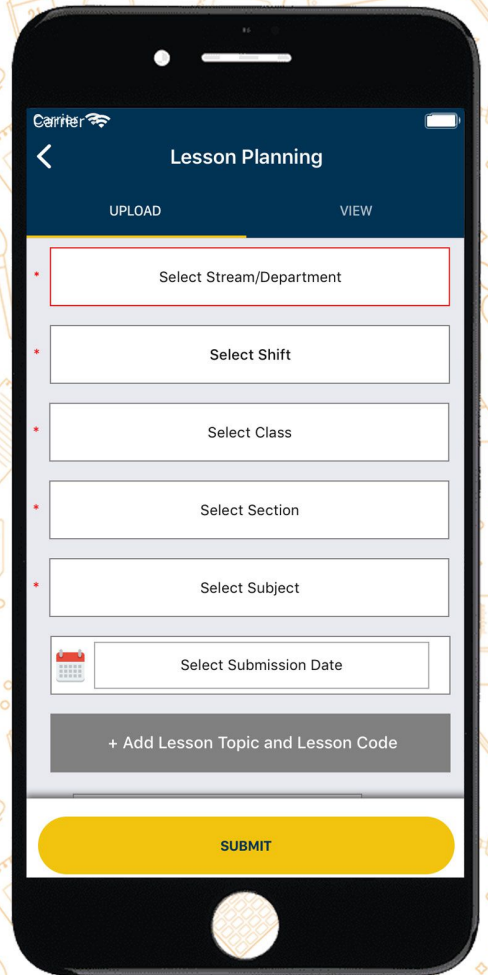 Carrier
Lesson Planning
UPLOAD
VIEW
* Select Stream/Department
* Select Shift
* Select Class
* Select Section
* Select Subject
Select Submission Date
+ Add Lesson Topic and Lesson Code
SUBMIT